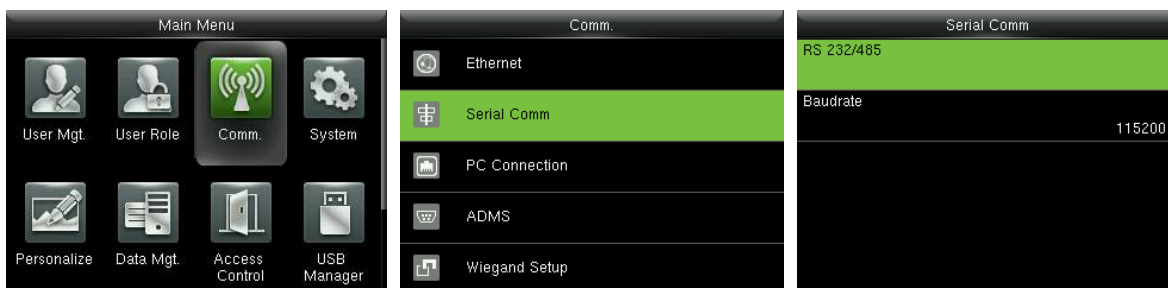 Main Menu
User Mgt.
User Role
Comm.
System
Personalize
Data Mgt.
Access
Control
USB
Manager
Comm.
Ethernet
Serial Comm
PC Connection
ADMS
Wiegand Setup
Serial Comm
RS 232/485
Baudrate
115200